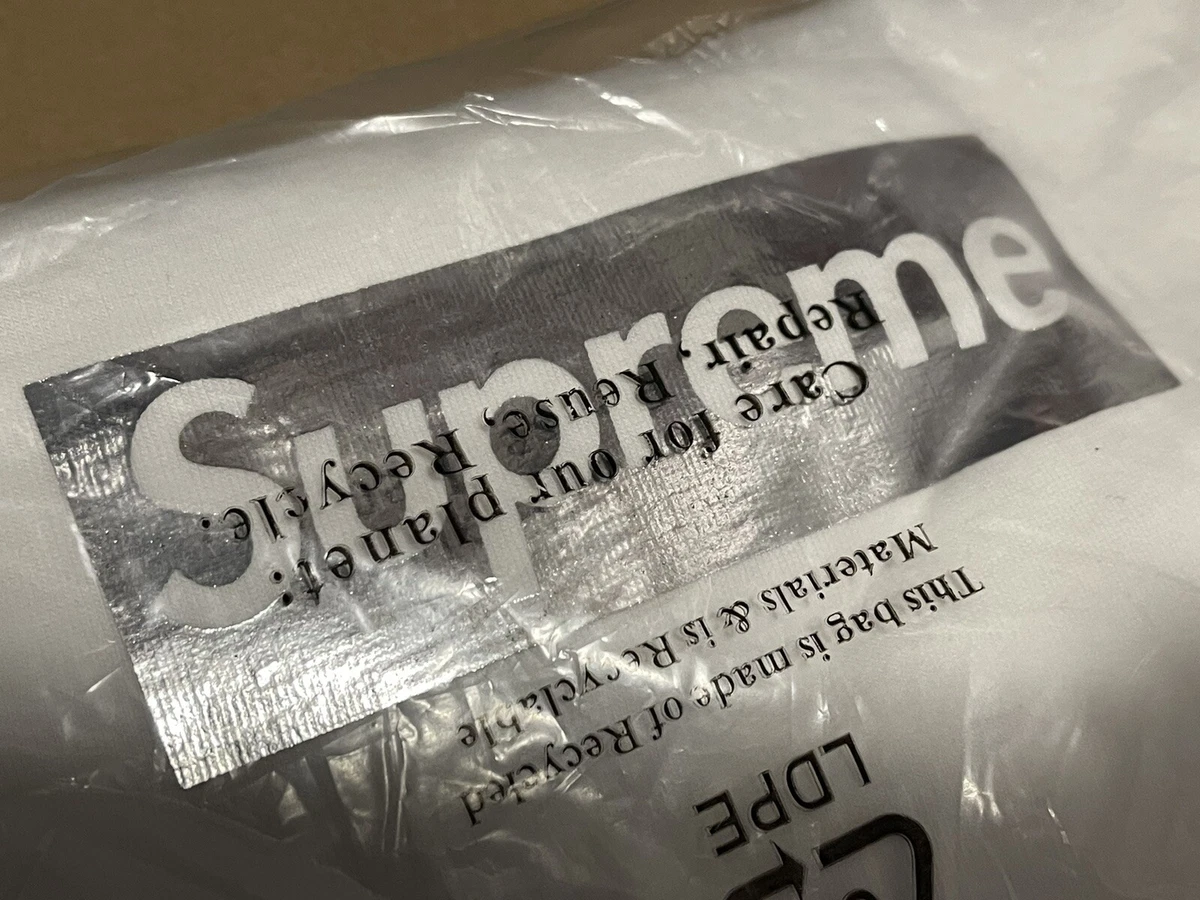 Supreme
LDPE
This bag is made of Recycled
Materials & is Recyclable
Care for our planet:
Repair, Reuse, Recycle.